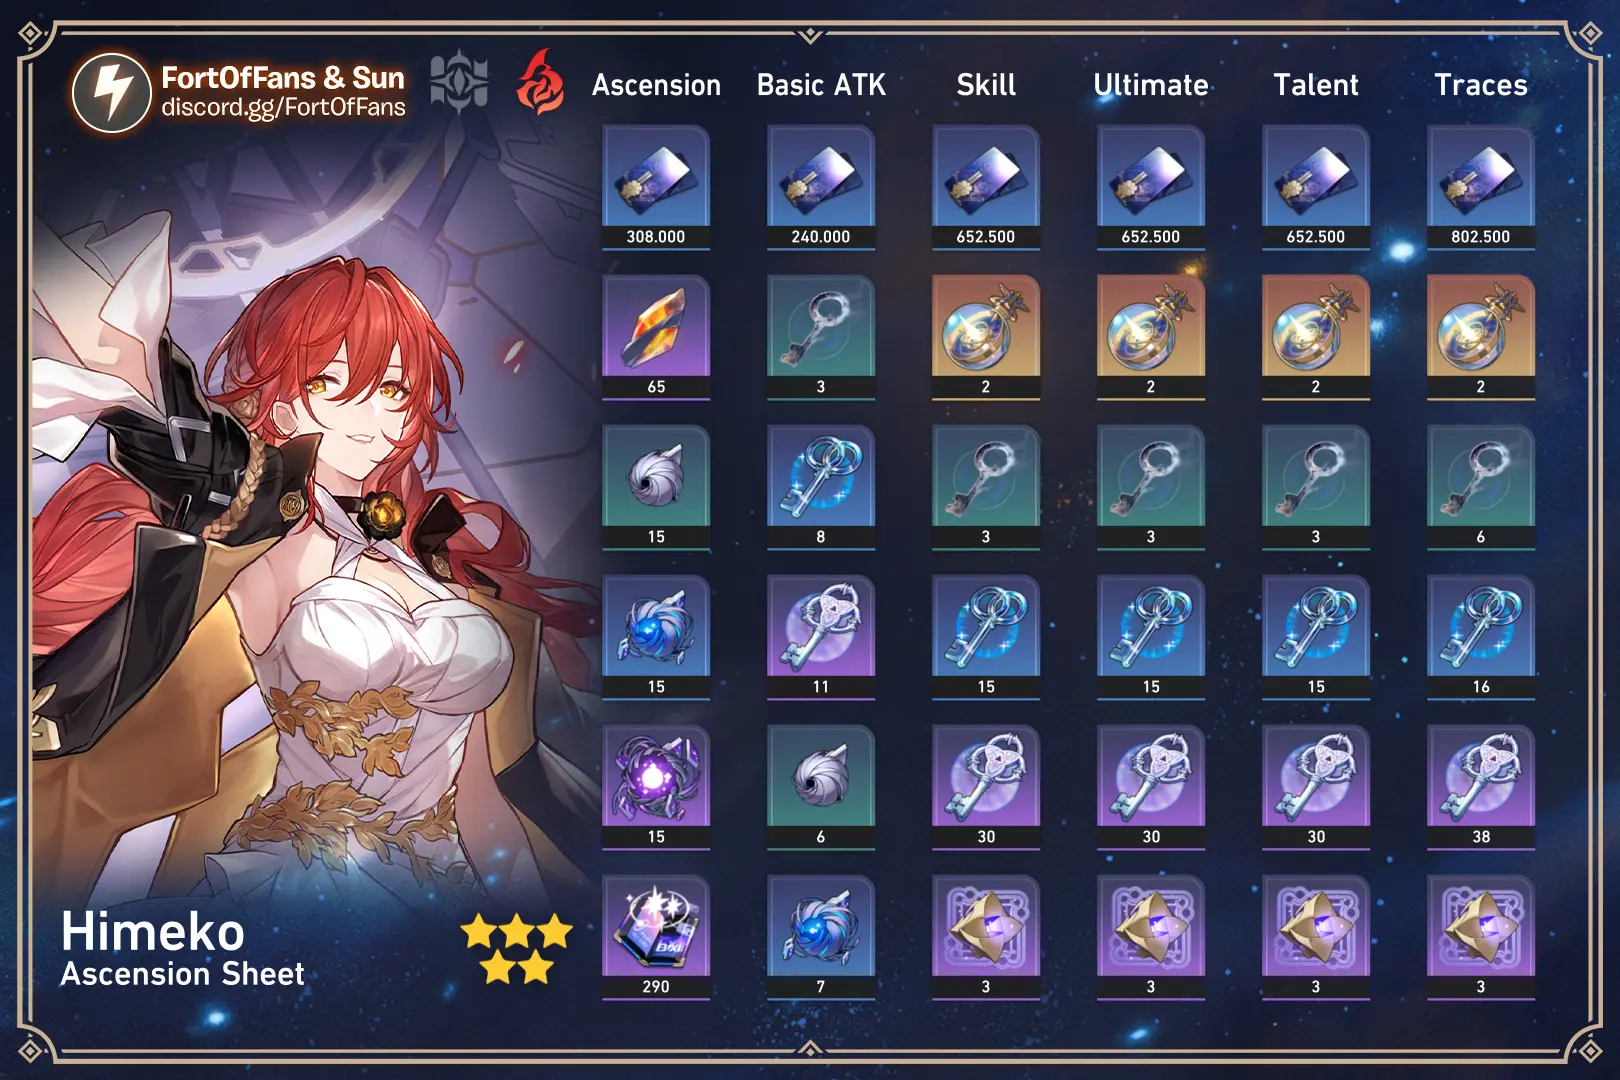 FortOfFans & Sun
discord.gg/FortOfFans
Ascension Basic ATK Skill Ultimate Talent Traces
308.000 240.000 652.500 652.500 652.500 802.500
65 3 2 2 2 2
15 8 3 3 3 6
15 11 15 15 15 16
15 6 30 30 30 38
290 7 3 3 3 3
Himeko
Ascension Sheet